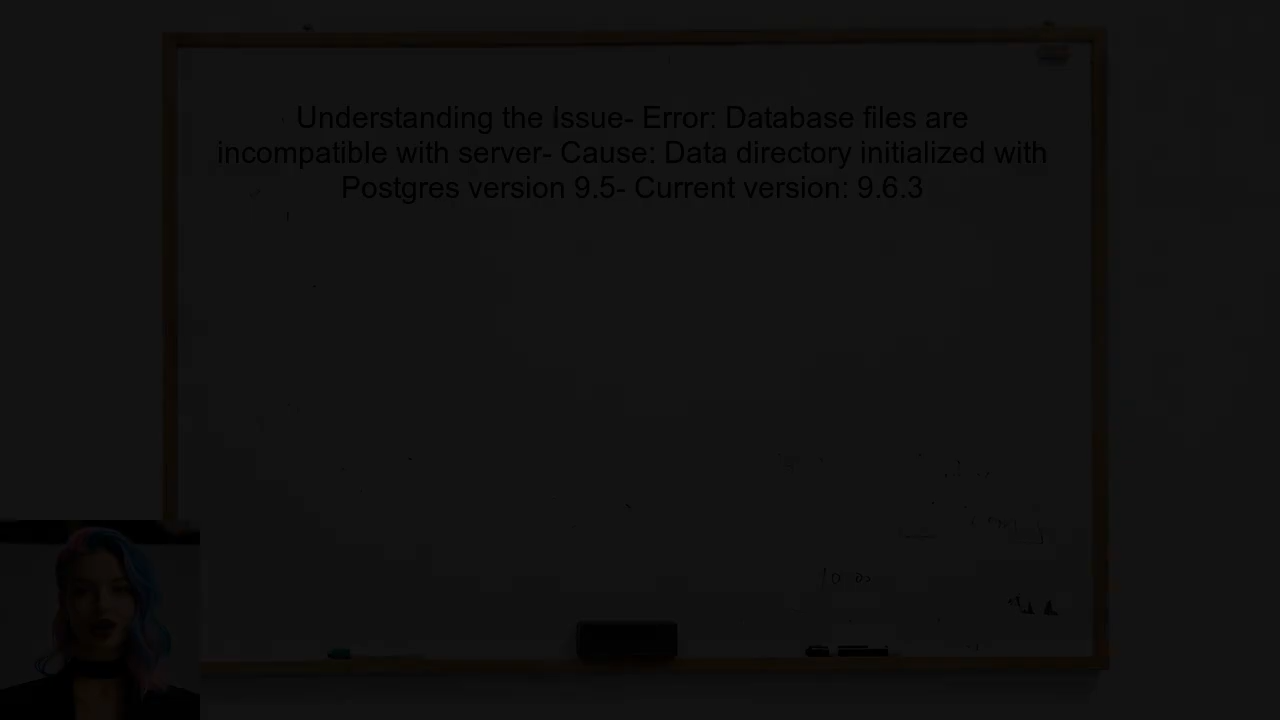 Understanding the Issue- Error: Database files are
incompatible with server- Cause: Data directory initialized with
Postgres version 9.5- Current version: 9.6.3